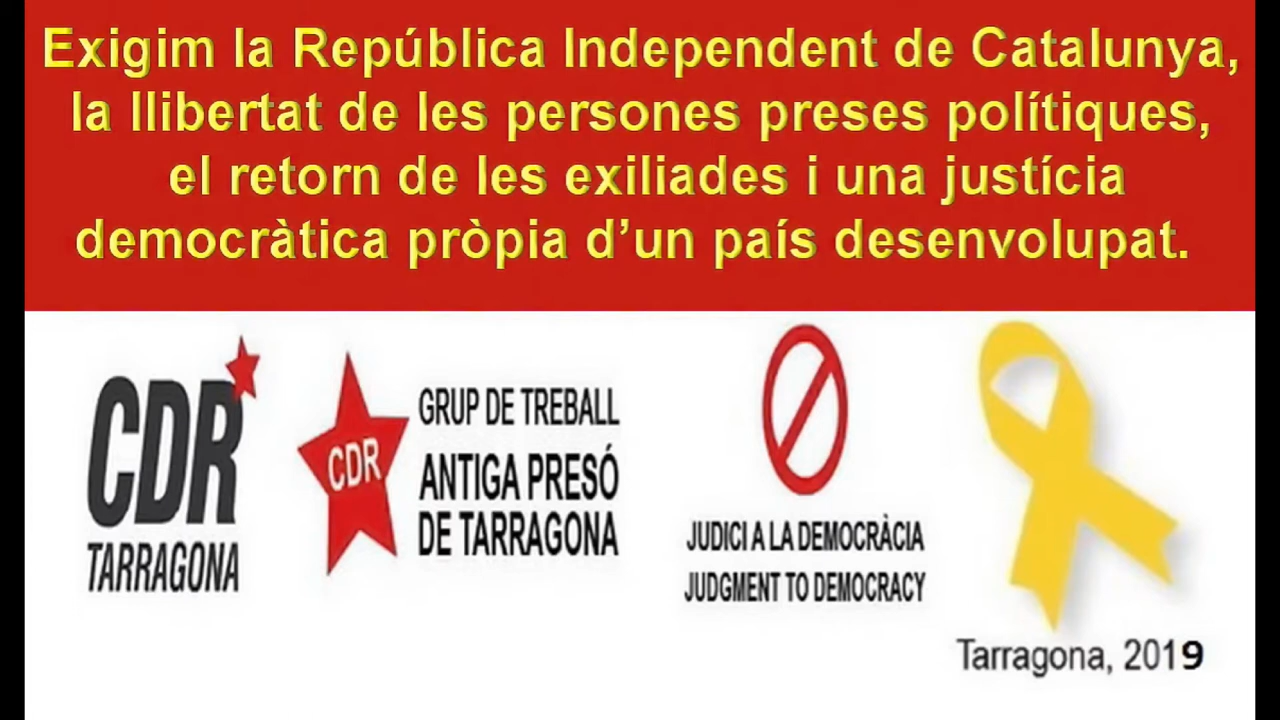 Exigim la República Independent de Catalunya,
la llibertat de les persones preses polítiques,
el retorn de les exiliades i una justícia
democràtica pròpia d’un país desenvolupat.
CDR
TARRAGONA
CDR
GRUP DE TREBALL
ANTIGA PRESÓ
DE TARRAGONA
JUDICI A LA DEMOCRÀCIA
JUDGMENT TO DEMOCRACY
Tarragona, 2019